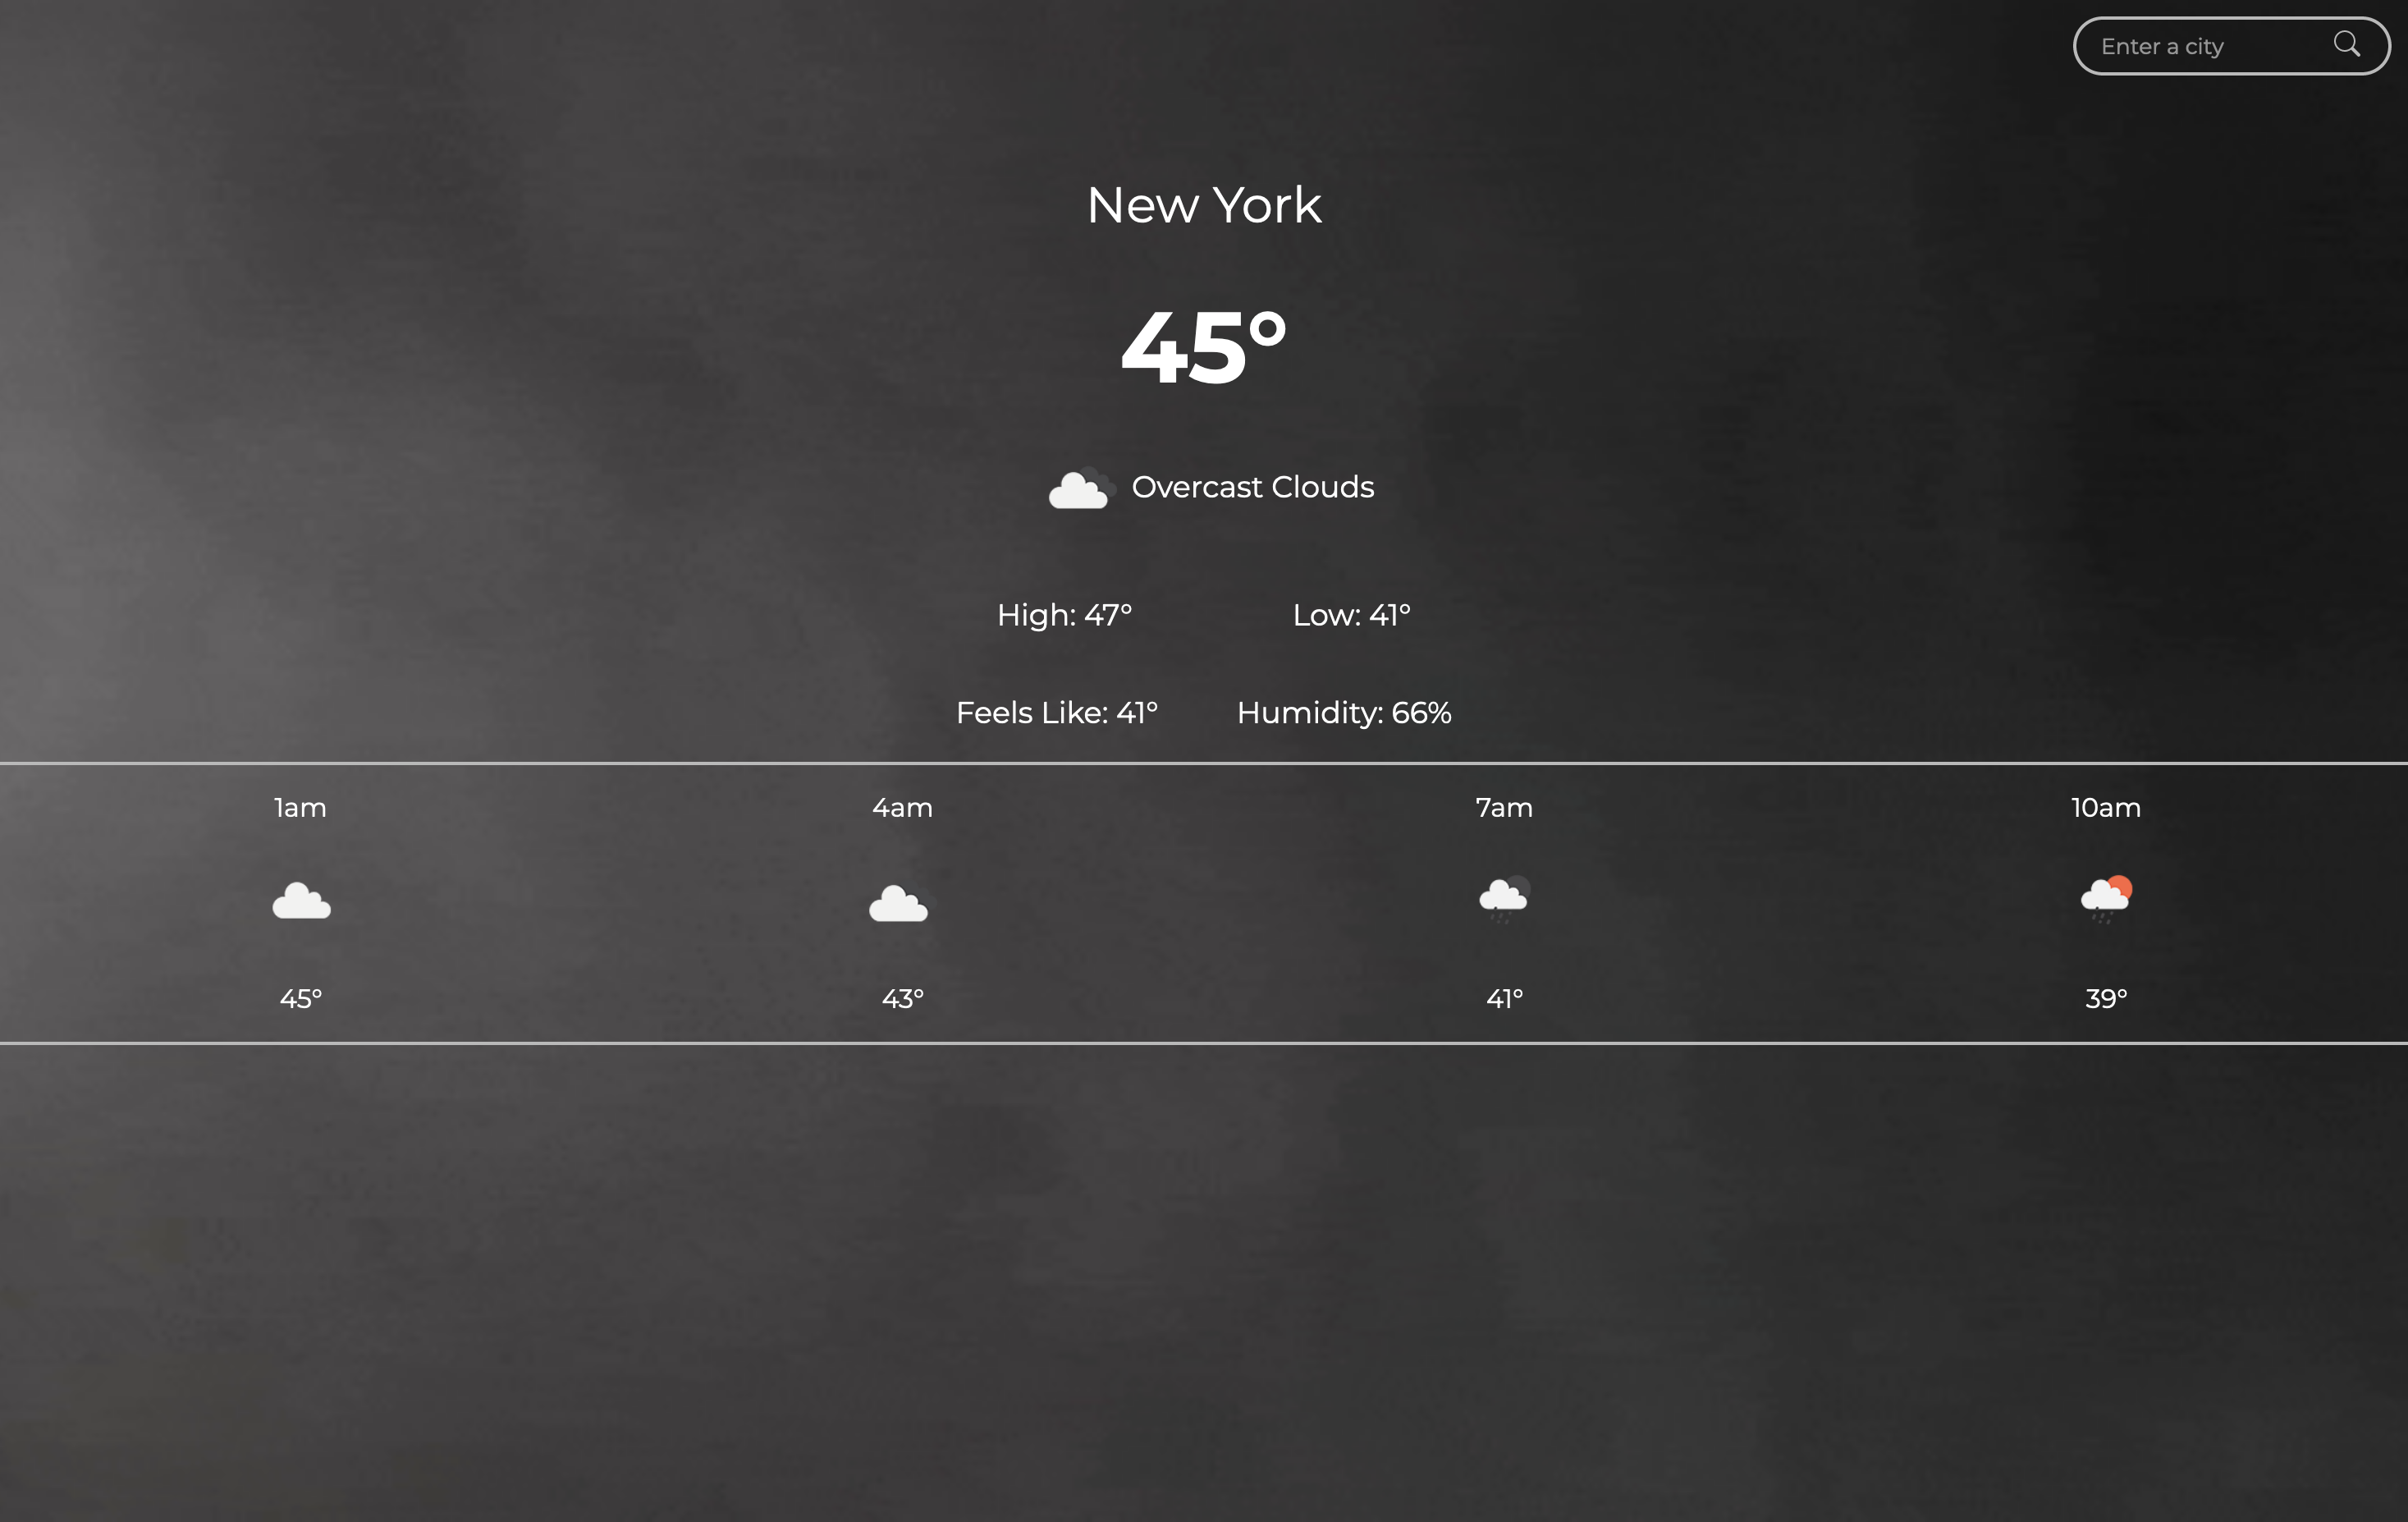 Enter a city
New York
45°
Overcast Clouds
High: 47° Low: 41°
Feels Like: 41° Humidity: 66%
1am 4am 7am 10am
45° 43° 41° 39°